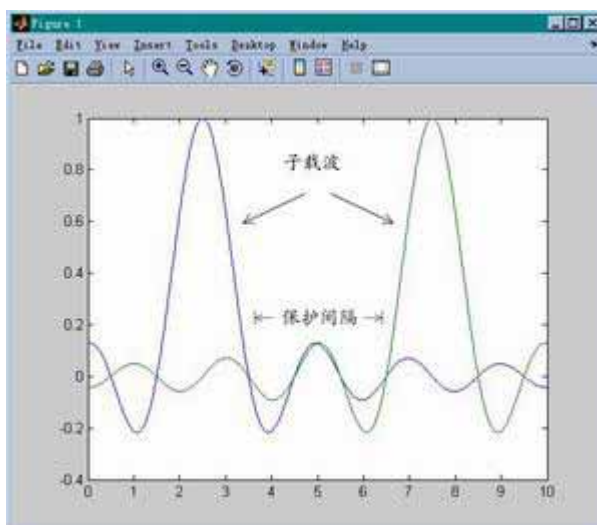 Figure 1
File Edit View Insert Tools Desktop Window Help
1
0.8
0.6
0.4
0.2
0
-0.2
-0.4
子载波
保护间隔
0 1 2 3 4 5 6 7 8 9 10